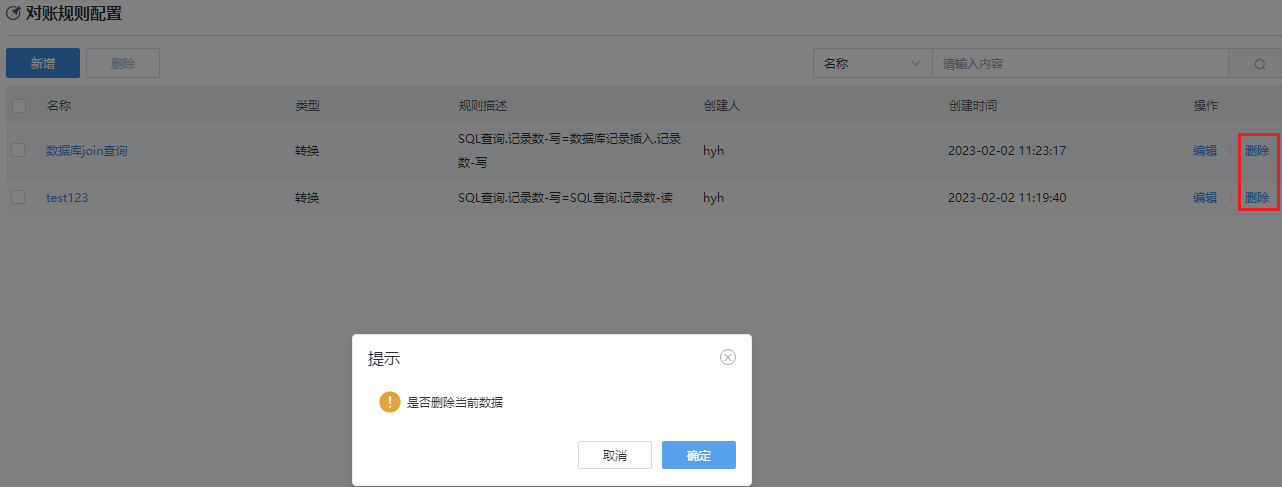 对账规则配置
新增 删除 名称 请输入内容
名称 类型 规则描述 创建人 创建时间 操作
数据库join查询 转换 SQL查询.记录数-写=数据库记录插入.记录 hyh 2023-02-02 11:23:17 编辑 删除
数-写
test123 转换 SQL查询.记录数-写=SQL查询.记录数-读 hyh 2023-02-02 11:19:40 编辑 删除
提示
是否删除当前数据
取消 确定